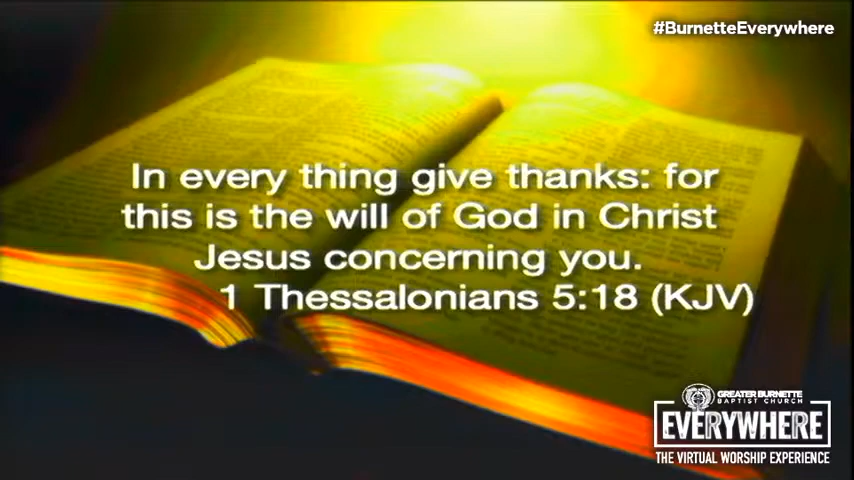 #BurnetteEverywhere
In every thing give thanks: for
this is the will of God in Christ
Jesus concerning you.
1 Thessalonians 5:18 (KJV)
GREATER BURNETTE
BAPTIST CHURCH
EVERYWHERE
THE VIRTUAL WORSHIP EXPERIENCE